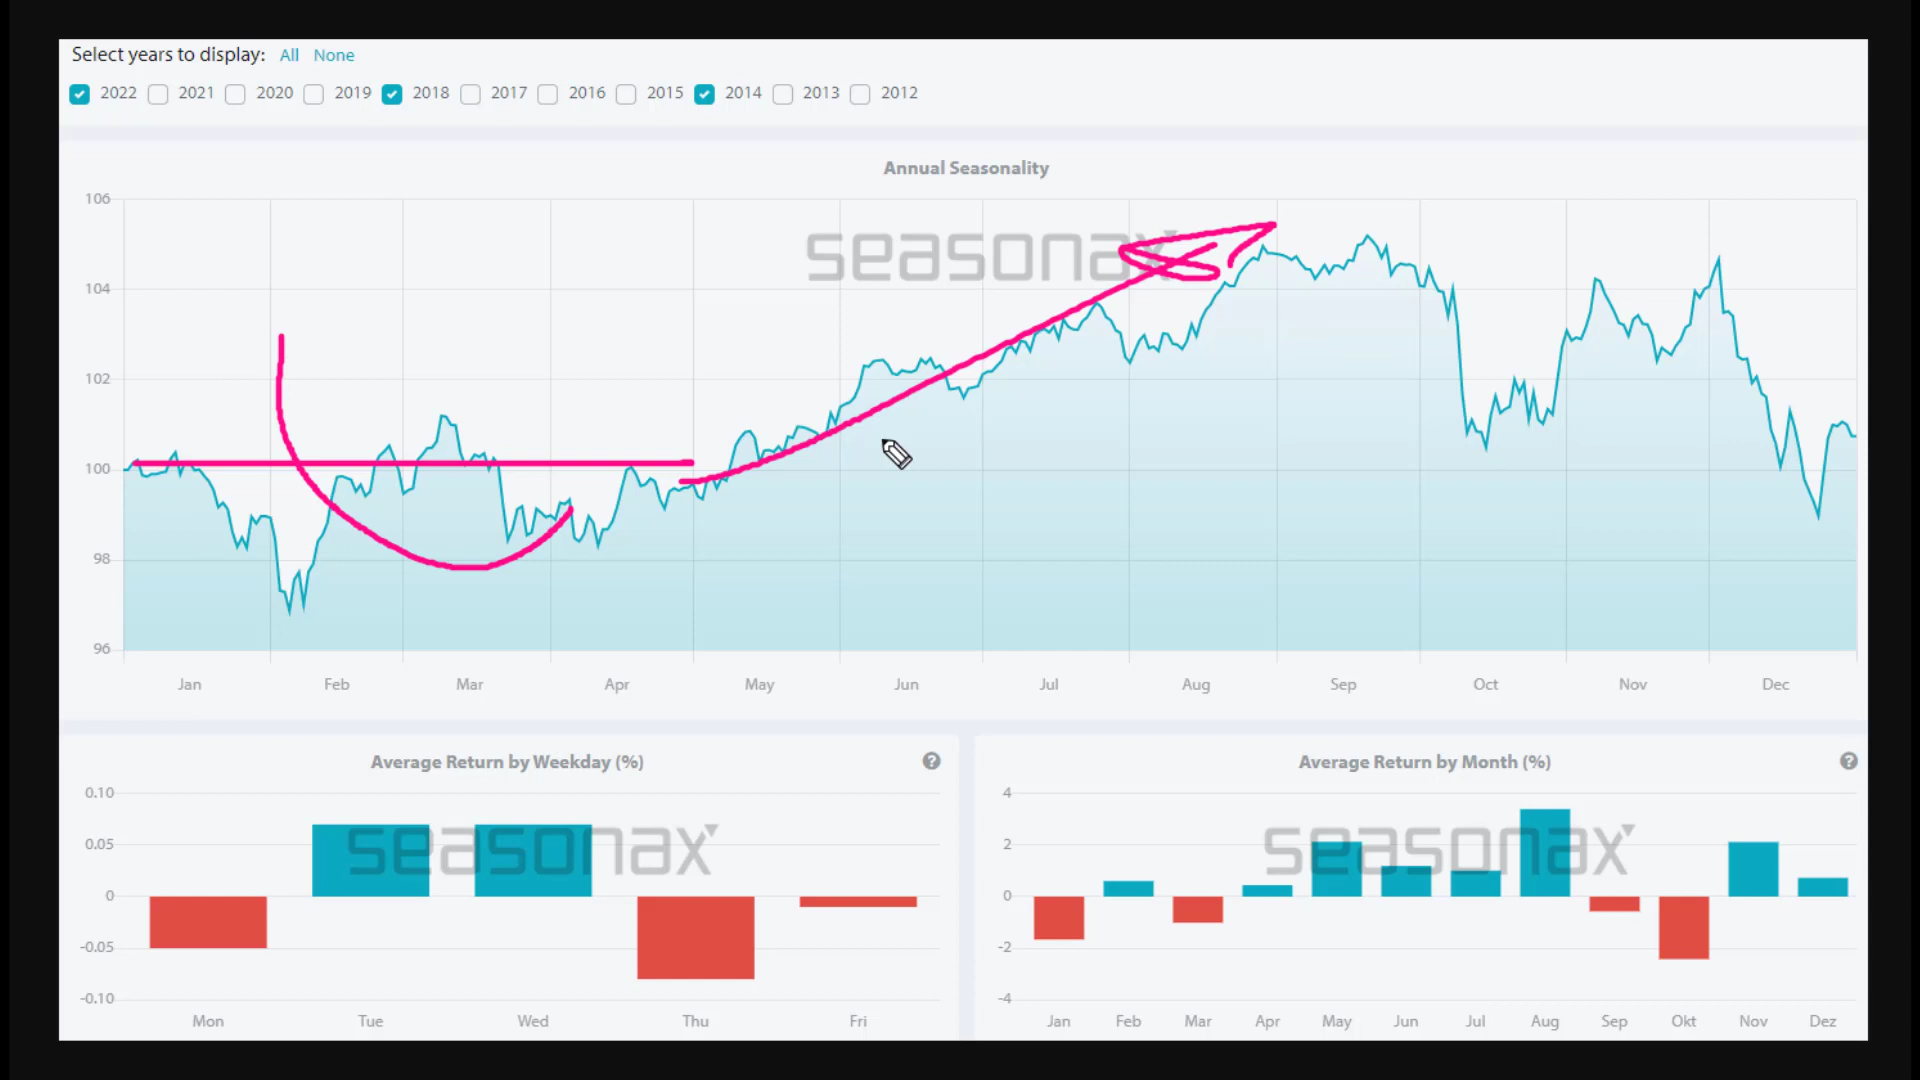 Select years to display: All None
2022 2021 2020 2019 2018 2017 2016 2015 2014 2013 2012
Annual Seasonality
seasonax
106
104
102
100
98
96
Jan Feb Mar Apr May Jun Jul Aug Sep Oct Nov Dec
Average Return by Weekday (%)
seasonax
0.10
0.05
0
-0.05
-0.10
Mon Tue Wed Thu Fri
Average Return by Month (%)
seasonax
4
2
0
-2
-4
Jan Feb Mar Apr May Jun Jul Aug Sep Okt Nov Dez